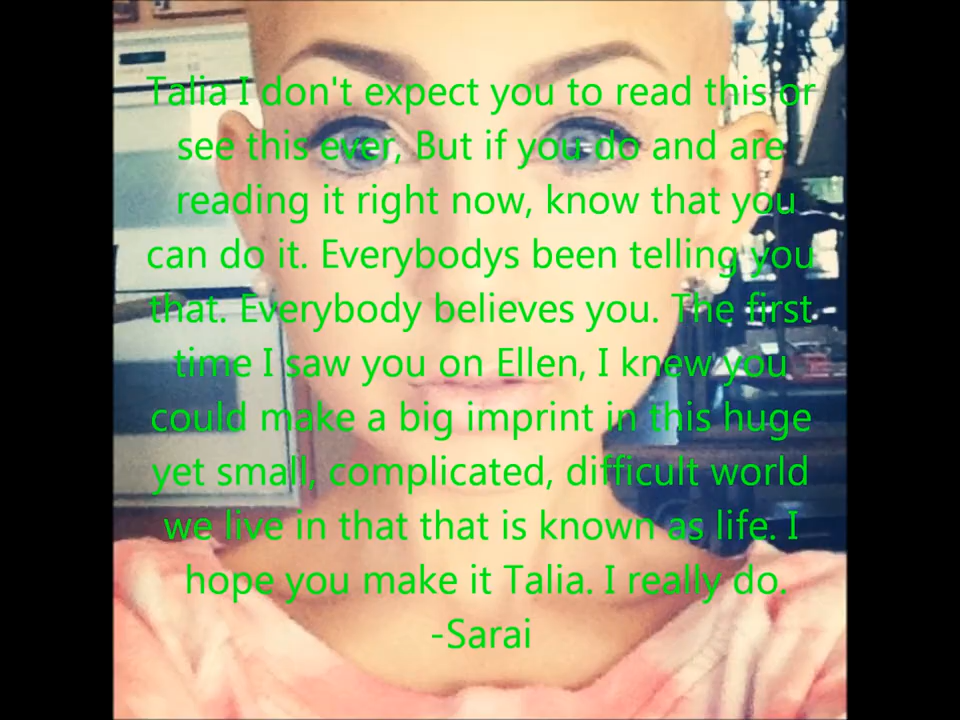 Talia I don't expect you to read this or
see this ever, But if you do and are
reading it right now, know that you
can do it. Everybodys been telling you
that. Everybody believes you. The first
time I saw you on Ellen, I knew you
could make a big imprint in this huge
yet small, complicated, difficult world
we live in that that is known as life. I
hope you make it Talia. I really do.
-Sarai